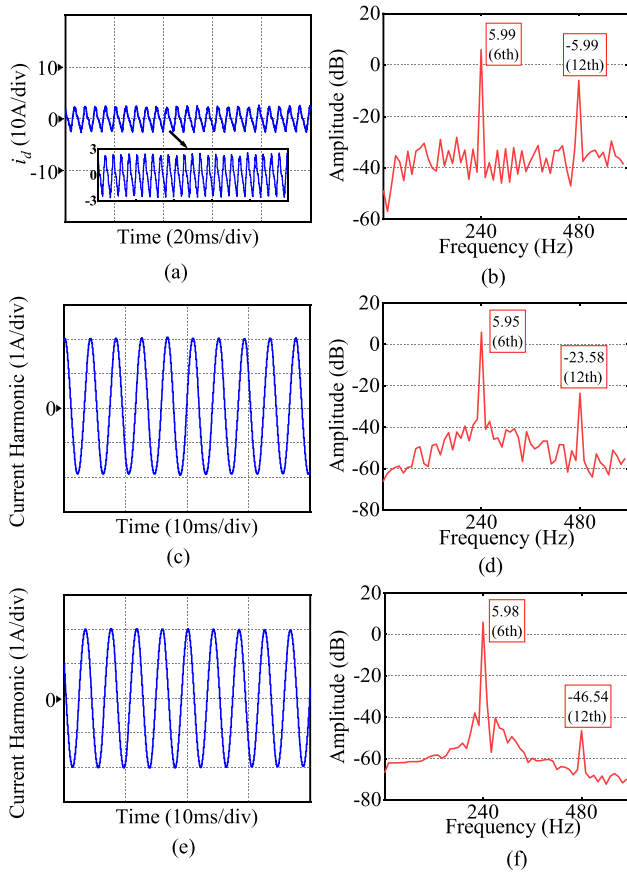 i_d (10A/div)
10
0
-10
3
0
-3
Time (20ms/div)
(a)
Amplitude (dB)
20
0
-20
-40
-60
5.99
(6th)
-5.99
(12th)
240
480
Frequency (Hz)
(b)
Current Harmonic (1A/div)
0
Time (10ms/div)
(c)
Amplitude (dB)
20
0
-20
-40
-60
-80
5.95
(6th)
-23.58
(12th)
240
480
Frequency (Hz)
(d)
Current Harmonic (1A/div)
0
Time (10ms/div)
(e)
Amplitude (dB)
20
0
-20
-40
-60
-80
5.98
(6th)
-46.54
(12th)
240
480
Frequency (Hz)
(f)